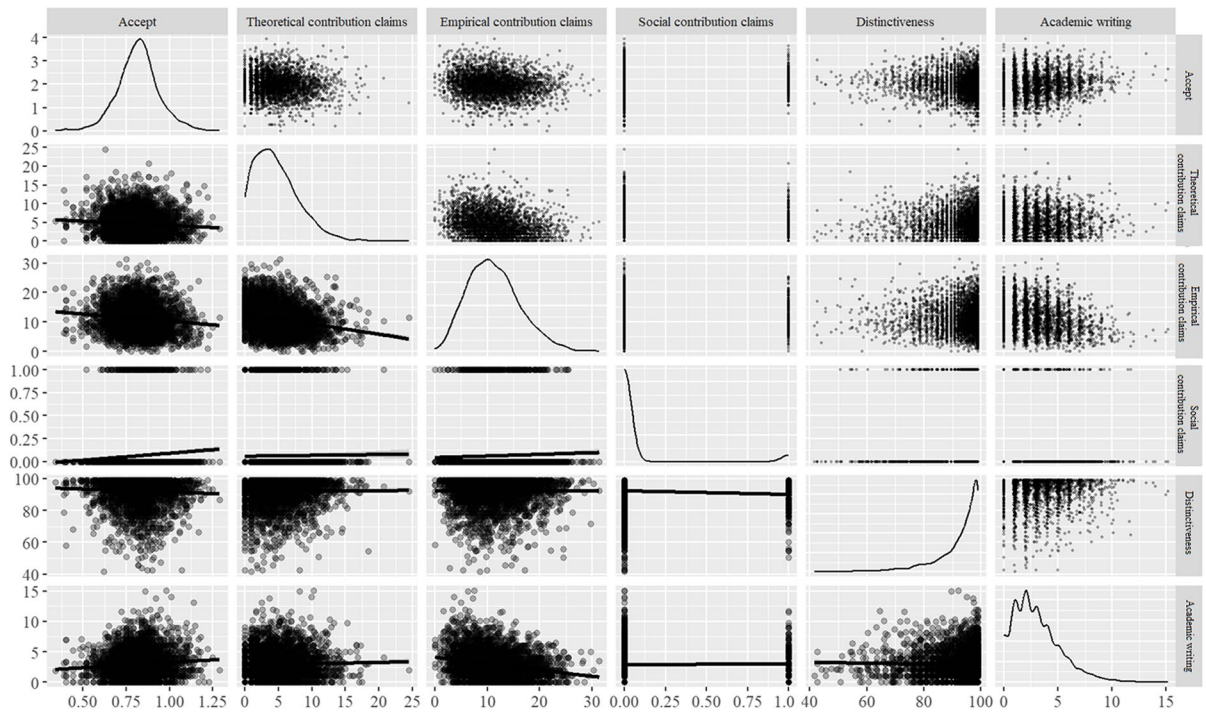 Accept Theoretical contribution claims Empirical contribution claims Social contribution claims Distinctiveness Academic writing
4
3
2
1
0
Accept
25
20
15
10
5
0
Theoretical
contribution claims
30
20
10
0
Empirical
contribution claims
1.00
0.75
0.50
0.25
0.00
Social
contribution claims
100
80
60
40
Distinctiveness
15
10
5
0
Academic writing
0.50 0.75 1.00 1.25 0 5 10 15 20 25 0 10 20 30 0.00 0.25 0.50 0.75 1.0 40 60 80 100 0 5 10 15